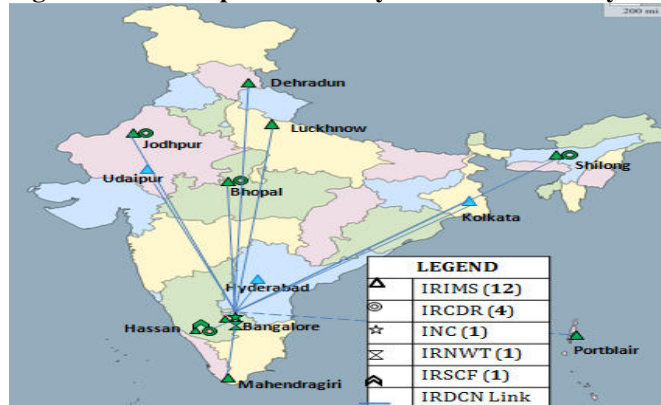 200 mi
Dehradun
Luckhnow
Jodhpur
Shilong
Udaipur
Bhopal
Kolkata
Hyderabad
Hassan
Bangalore
Portblair
Mahendragiri
LEGEND
IRIMS (12)
IRCDR (4)
INC (1)
IRNWT (1)
IRSCF (1)
IRDCN Link